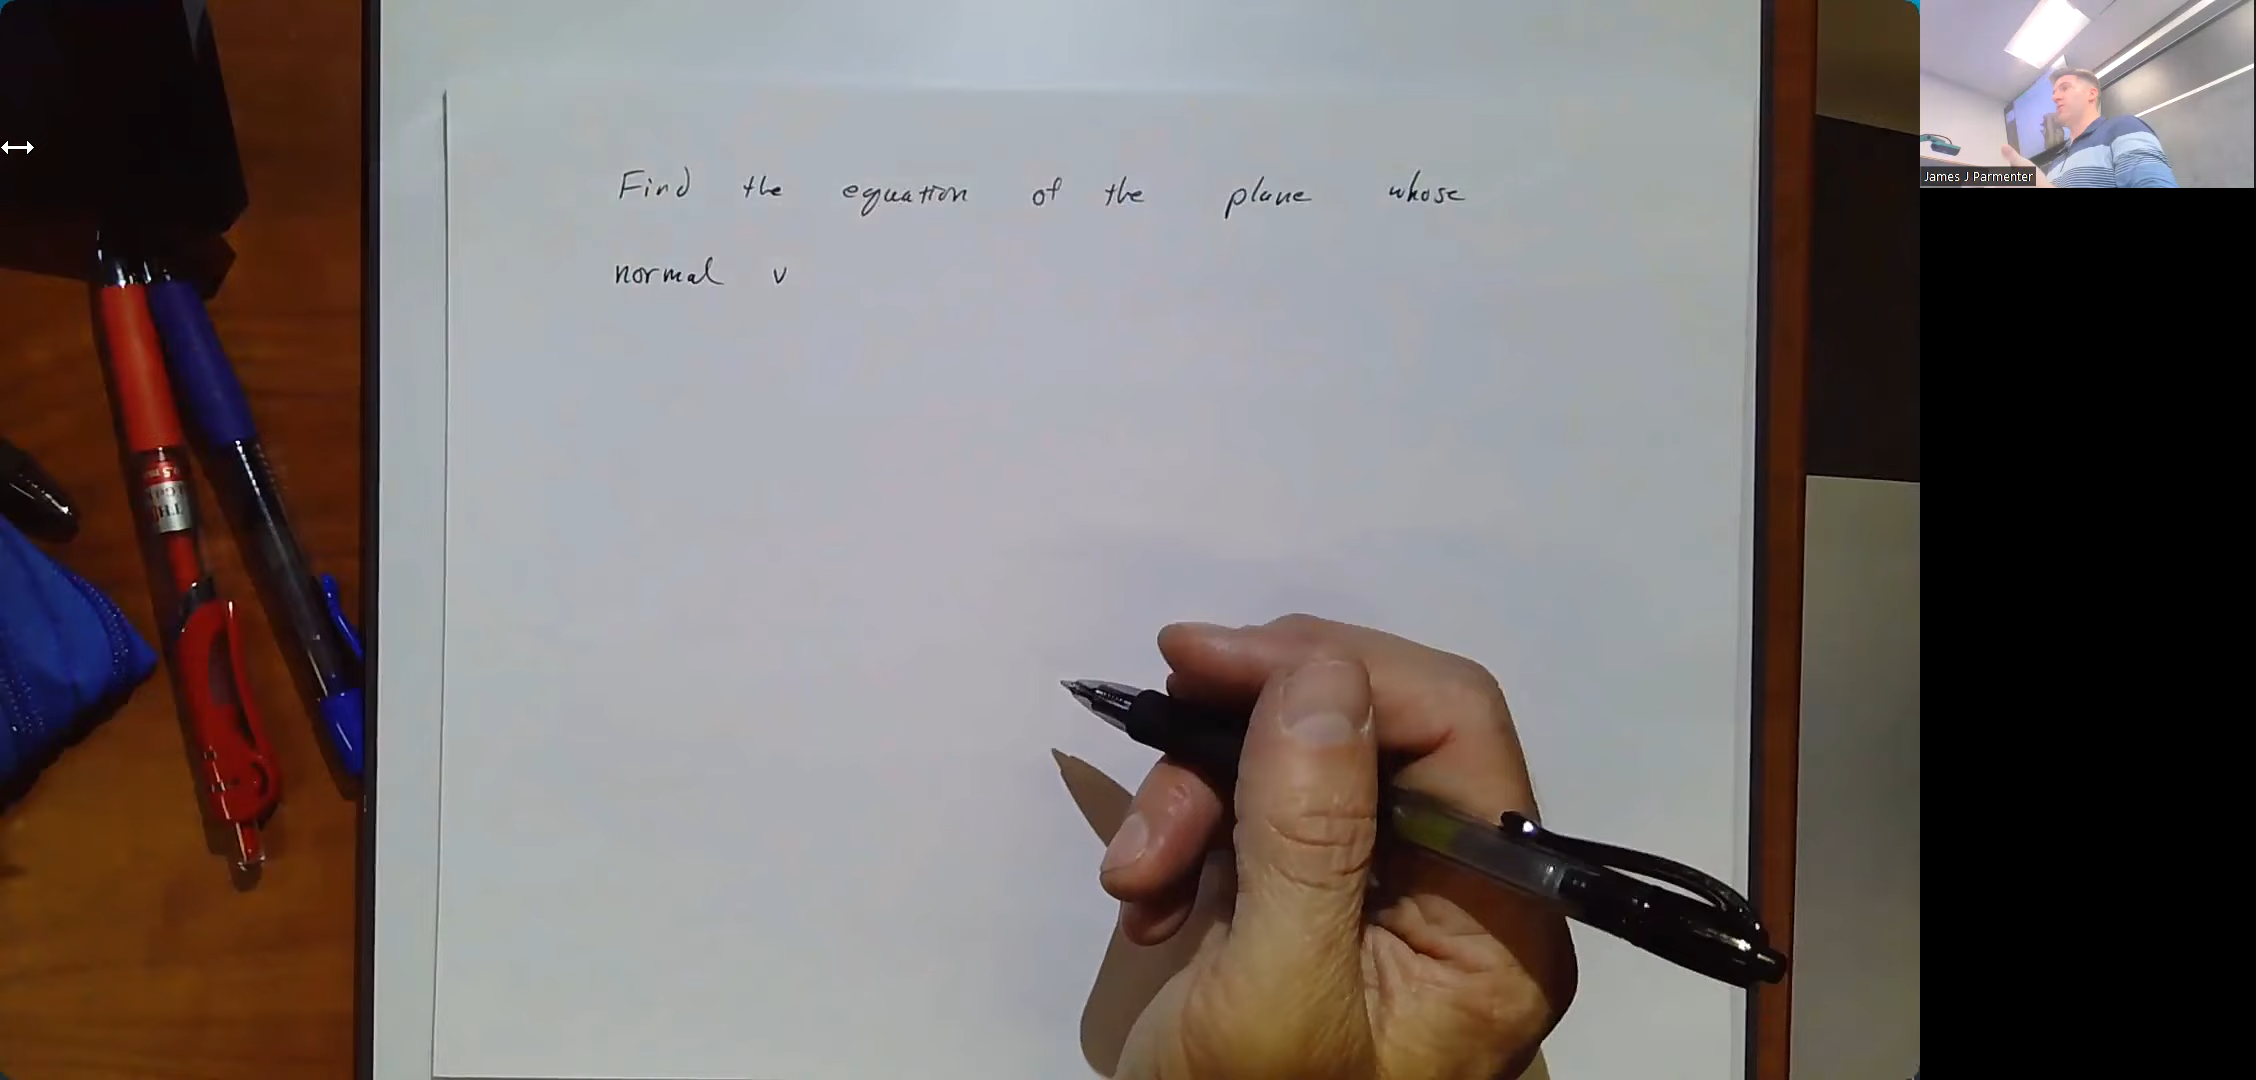 Find the equation of the plane whose
normal v
James J Parmenter